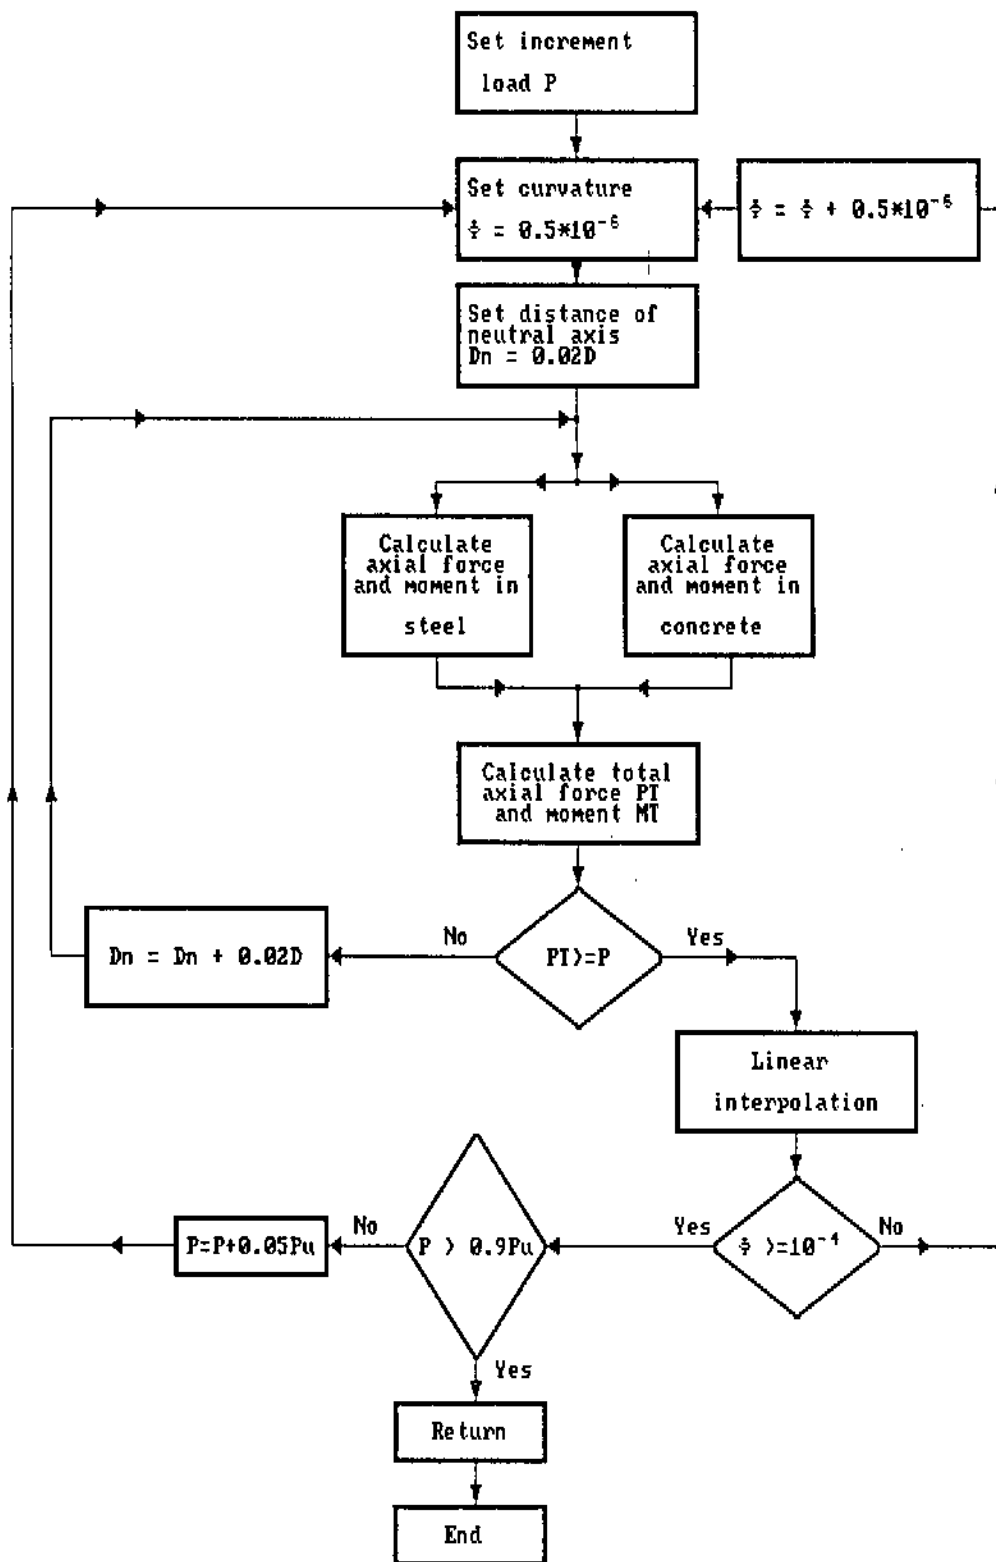 Set increment
load P
Set curvature
ϕ = 0.5*10⁻⁶
ϕ = ϕ + 0.5*10⁻⁶
Set distance of
neutral axis
Dn = 0.02D
Calculate
axial force
and moment in
steel
Calculate
axial force
and moment in
concrete
Calculate total
axial force PT
and moment MT
No
Yes
Dn = Dn + 0.02D
PT>=P
Linear
interpolation
P=P+0.05Pu
No
P > 0.9Pu
Yes
ϕ >=10⁻⁴
No
Yes
Return
End